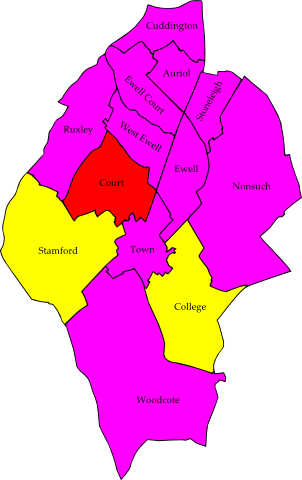 Cuddington
Auriol
Ewell Court
Stoneleigh
Ruxley
West Ewell
Ewell
Court
Nonsuch
Stamford
Town
College
Woodcote